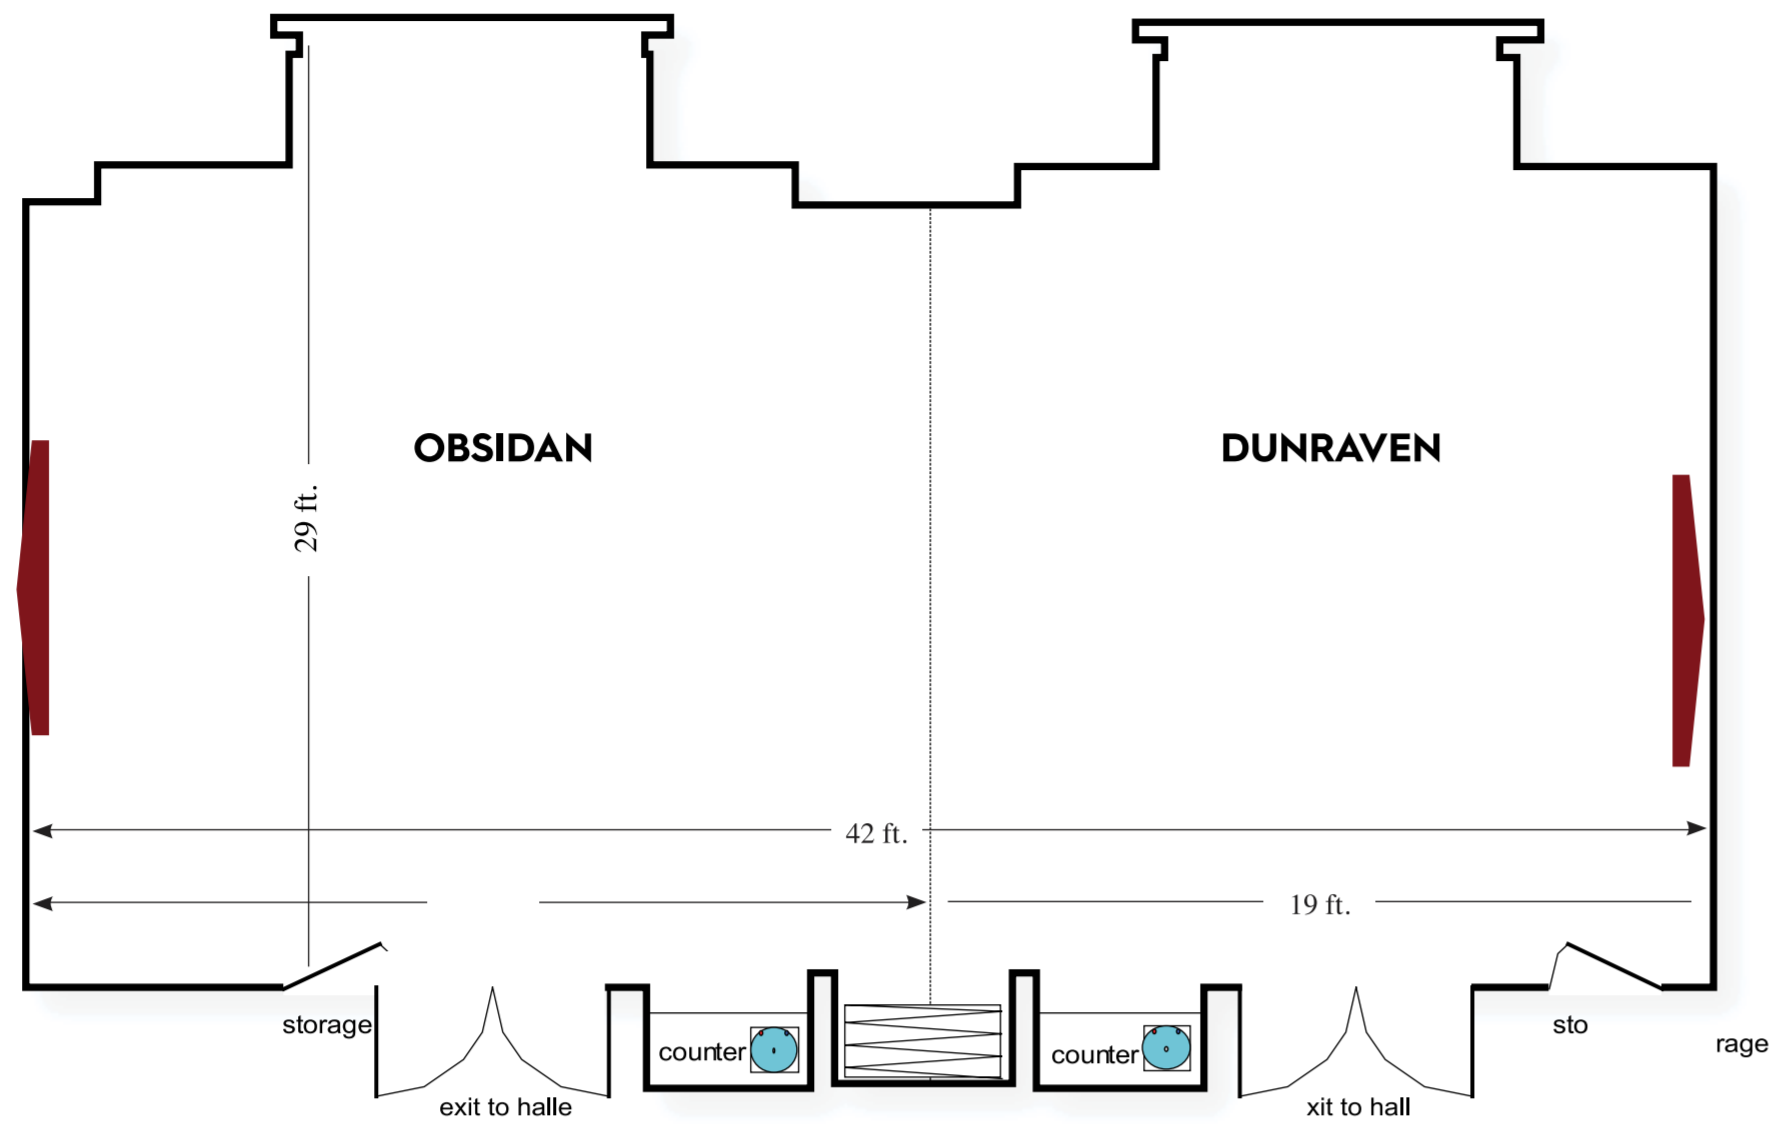 OBSIDAN
DUNRAVEN
29 ft.
42 ft.
19 ft.
storage
sto
rage
counter
counter
exit to halle
xit to hall